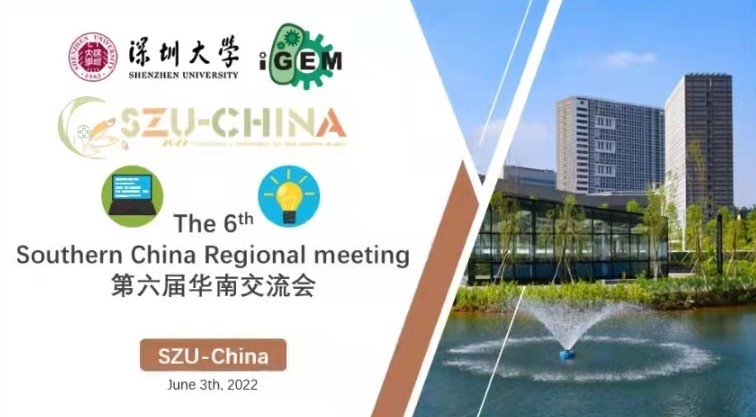 深圳大学
SHENZHEN UNIVERSITY
iGEM
SZU-CHINA
The 6th
Southern China Regional meeting
第六届华南交流会
SZU-China
June 3th, 2022